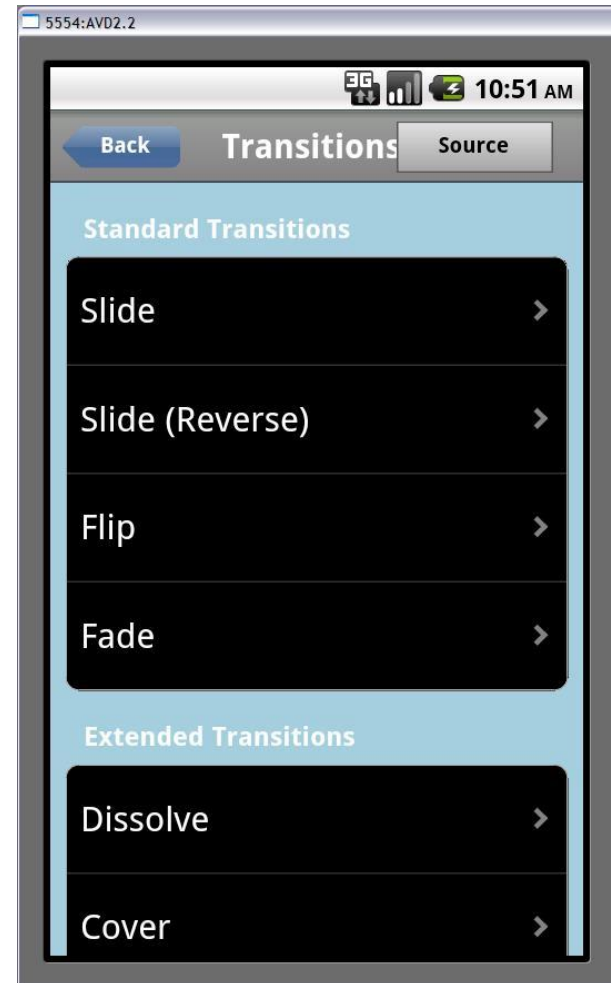 5554:AVD2.2
3G 10:51 AM
Back Transitions Source
Standard Transitions
Slide
Slide (Reverse)
Flip
Fade
Extended Transitions
Dissolve
Cover